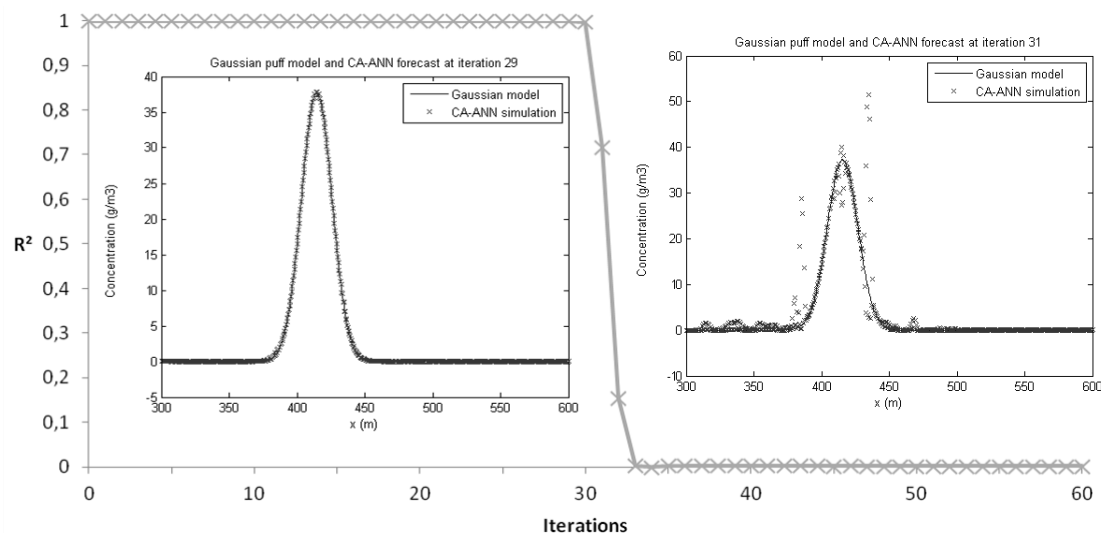 1
0,9
0,8
0,7
0,6
R² 0,5
0,4
0,3
0,2
0,1
0
0 10 20 30 40 50 60
Iterations
Gaussian puff model and CA-ANN forecast at iteration 29
Gaussian model
CA-ANN simulation
Concentration (g/m3)
40
35
30
25
20
15
10
5
0
-5
300 350 400 450 500 550 600
x (m)
Gaussian puff model and CA-ANN forecast at iteration 31
Gaussian model
CA-ANN simulation
Concentration (g/m3)
60
50
40
30
20
10
0
-10
300 350 400 450 500 550 600
x (m)